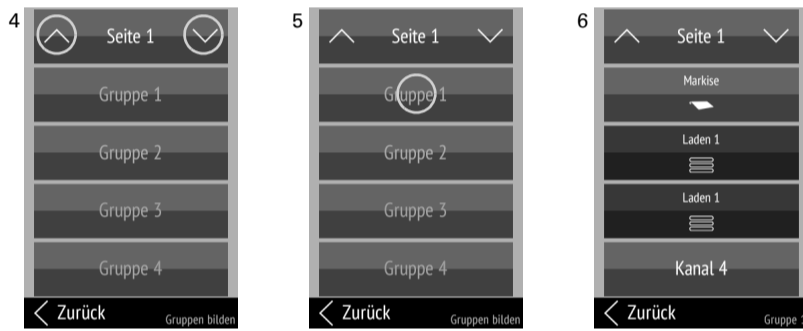 4
Seite 1
Gruppe 1
Gruppe 2
Gruppe 3
Gruppe 4
Zurück
Gruppen bilden
5
Seite 1
Gruppe 1
Gruppe 2
Gruppe 3
Gruppe 4
Zurück
Gruppen bilden
6
Seite 1
Markise
Laden 1
Laden 1
Kanal 4
Zurück
Gruppe